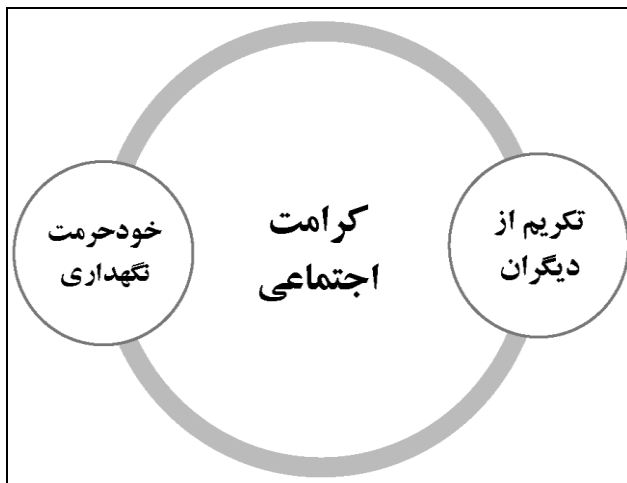 تکریم از
دیگران
کرامت
اجتماعی
خودحرمت
نگهداری